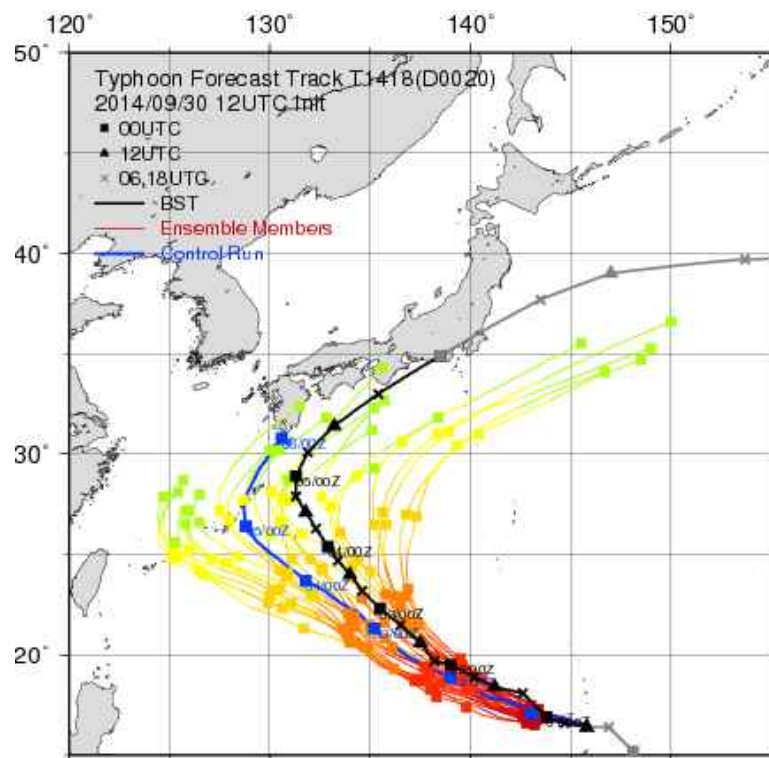 120° 130° 140° 150°
50°
Typhoon Forecast Track T1418(D0020)
2014/09/30 12UTC Init
00UTC
12UTC
06,18UTC
BST
Ensemble Members
Control Run
40°
30°
20°